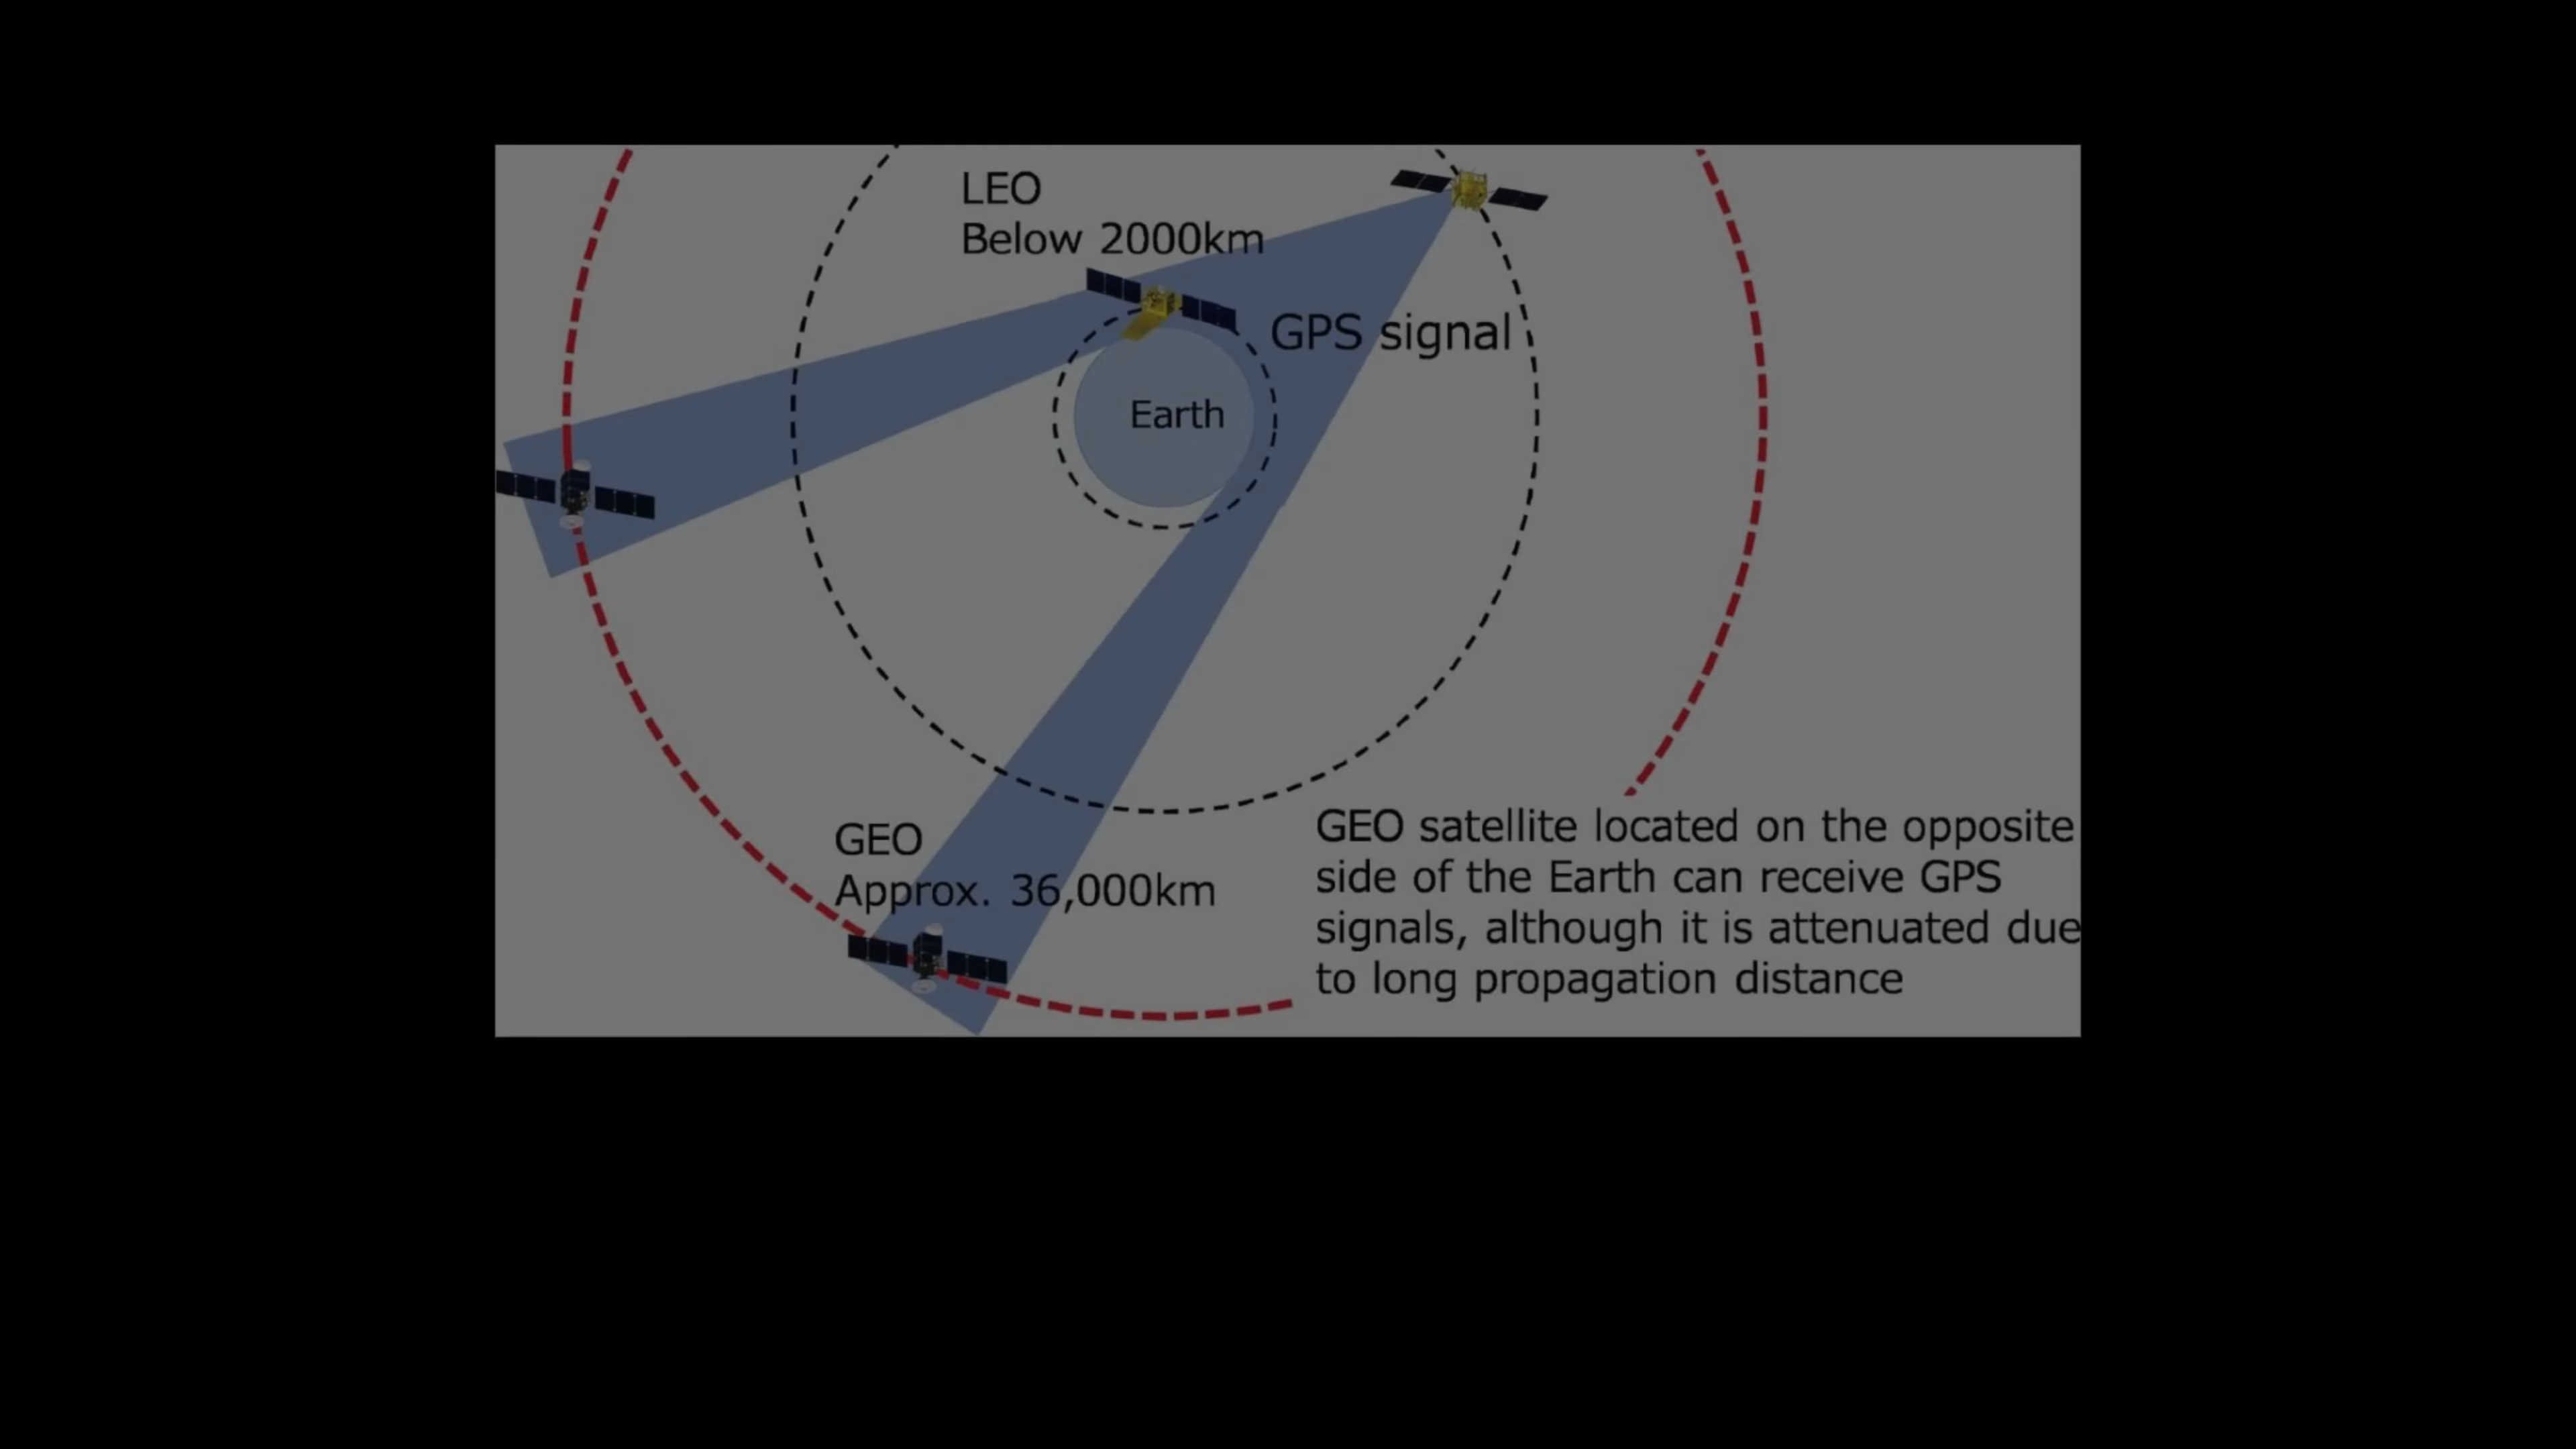 LEO
Below 2000km
GPS signal
Earth
GEO
Approx. 36,000km
GEO satellite located on the opposite
side of the Earth can receive GPS
signals, although it is attenuated due
to long propagation distance